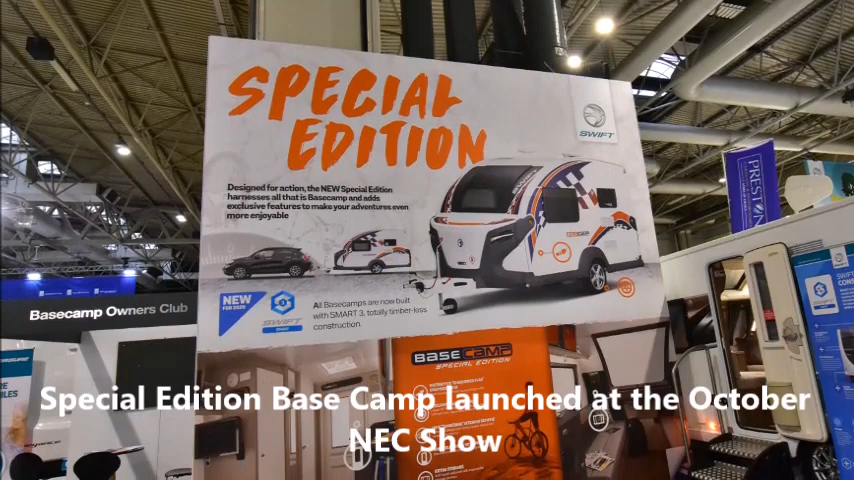 SPECIAL
EDITION
SWIFT
Designed for action, the NEW Special Edition
harnesses all that is Basecamp and adds
exclusive features to make your adventures even
more enjoyable
PRESTON
NEW
FOR 2020
SWIFT
SMART
All Basecamps are now built
with SMART 3, totally timber-less
construction.
Basecamp Owners Club
SWIFT
BASECAMP
SPECIAL EDITION
Special Edition Base Camp launched at the October
NEC Show